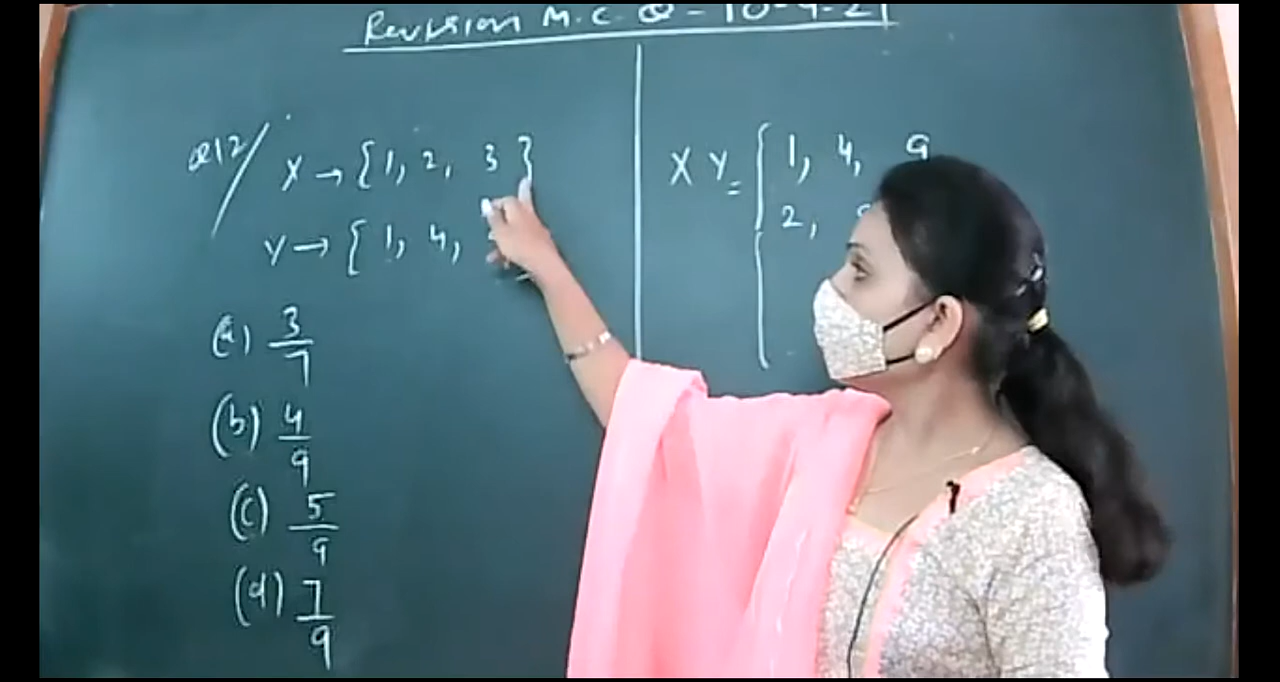 Revision M.C.Q - 10-4-21
Q12/ X → {1, 2, 3}
Y → { 1, 4,
(a) 3/7
(b) 4/9
(c) 5/9
(d) 7/9
XY = { 1, 4, 9
2,